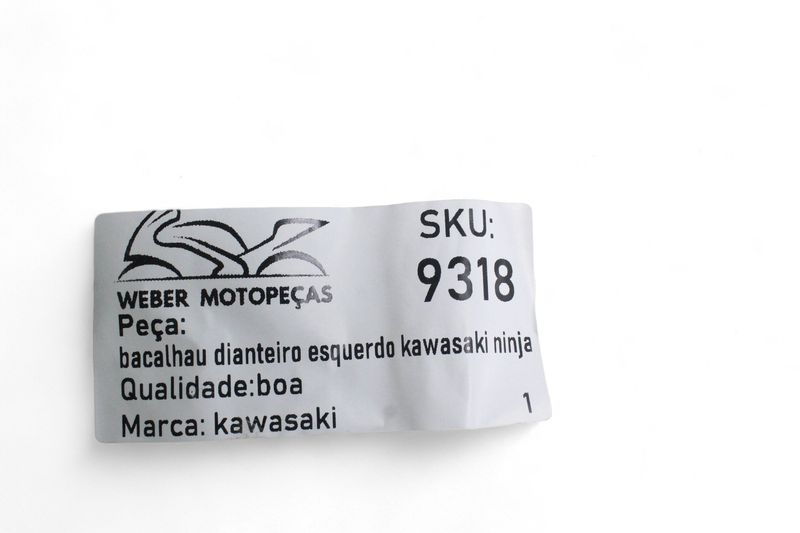 SKU:
9318
WEBER MOTOPEÇAS
Peça:
bacalhau dianteiro esquerdo kawasaki ninja
Qualidade:boa
Marca: kawasaki
1